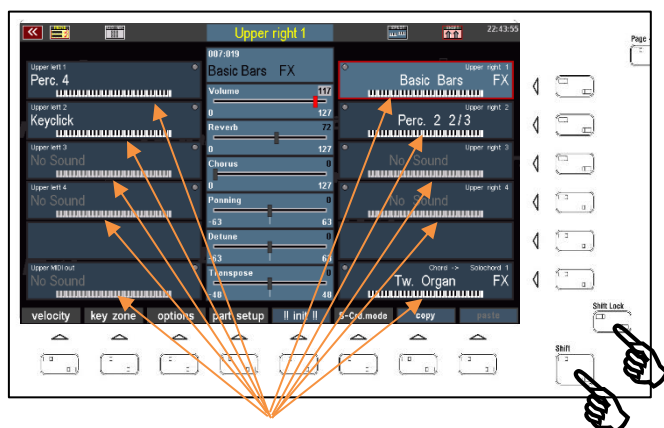 Upper right 1
22:43:55
Page
Upper left 1
Perc. 4
Upper left 2
Keyclick
Upper left 3
No Sound
Upper left 4
No Sound
Upper MIDI out
No Sound
007:019
Basic Bars FX
Volume 117
0 127
Reverb 72
0 127
Chorus 0
0 127
Panning 0
-63 63
Detune 0
-63 63
Transpose 0
-48 48
Upper right 1
Basic Bars FX
Upper right 2
Perc. 2 2/3
Upper right 3
No Sound
Upper right 4
No Sound
Chord -> Solochord 1
Tw. Organ FX
velocity key zone options part setup !! init !! S-Crd.mode copy paste
Shift Lock
Shift